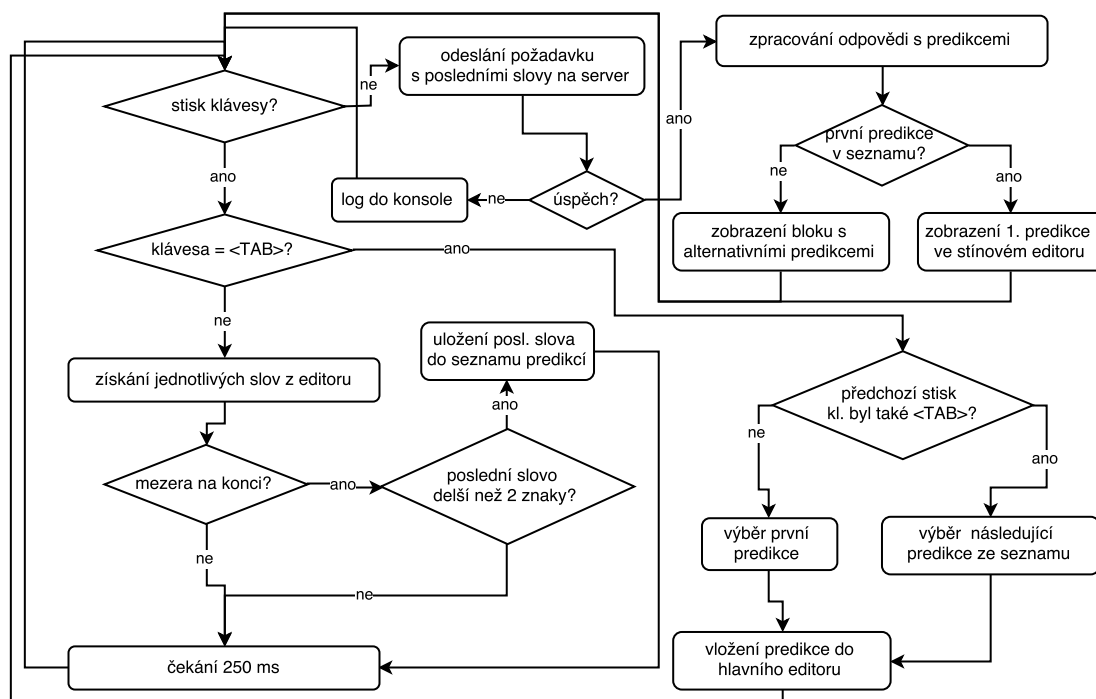 zpracování odpovědi s predikcemi
odeslání požadavku
s posledními slovy na server
ne
stisk klávesy?
ano
první predikce
v seznamu?
ne
ano
ano
log do konsole
ne
úspěch?
zobrazení bloku s
alternativními predikcemi
zobrazení 1. predikce
ve stínovém editoru
klávesa = <TAB>?
ano
ne
uložení posl. slova
do seznamu predikcí
získání jednotlivých slov z editoru
ano
předchozí stisk
kl. byl také <TAB>?
ne
ano
mezera na konci?
ano
poslední slovo
delší než 2 znaky?
ne
ne
výběr první
predikce
výběr následující
predikce ze seznamu
čekání 250 ms
vložení predikce do
hlavního editoru